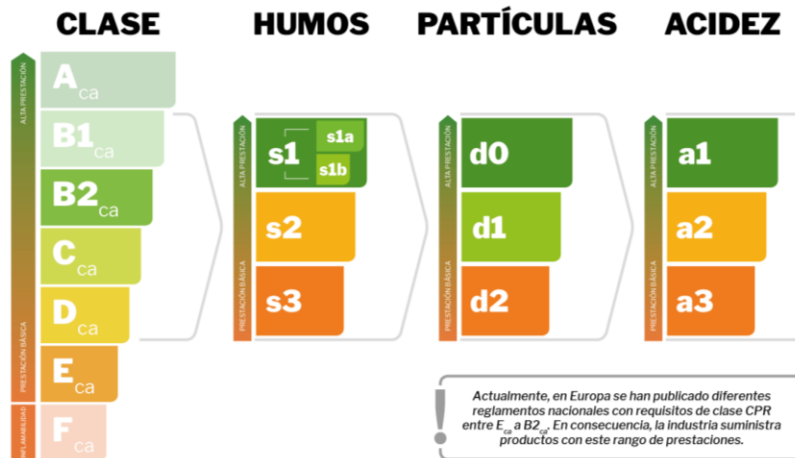 CLASE
HUMOS
PARTÍCULAS
ACIDEZ
ALTA PRESTACIÓN
PRESTACIÓN BÁSICA
INFLAMABILIDAD
Aca
B1ca
B2ca
Cca
Dca
Eca
Fca
ALTA PRESTACIÓN
PRESTACIÓN BÁSICA
s1
s1a
s1b
s2
s3
ALTA PRESTACIÓN
PRESTACIÓN BÁSICA
d0
d1
d2
ALTA PRESTACIÓN
PRESTACIÓN BÁSICA
a1
a2
a3
!
Actualmente, en Europa se han publicado diferentes
reglamentos nacionales con requisitos de clase CPR
entre Eca a B2ca. En consecuencia, la industria suministra
productos con este rango de prestaciones.